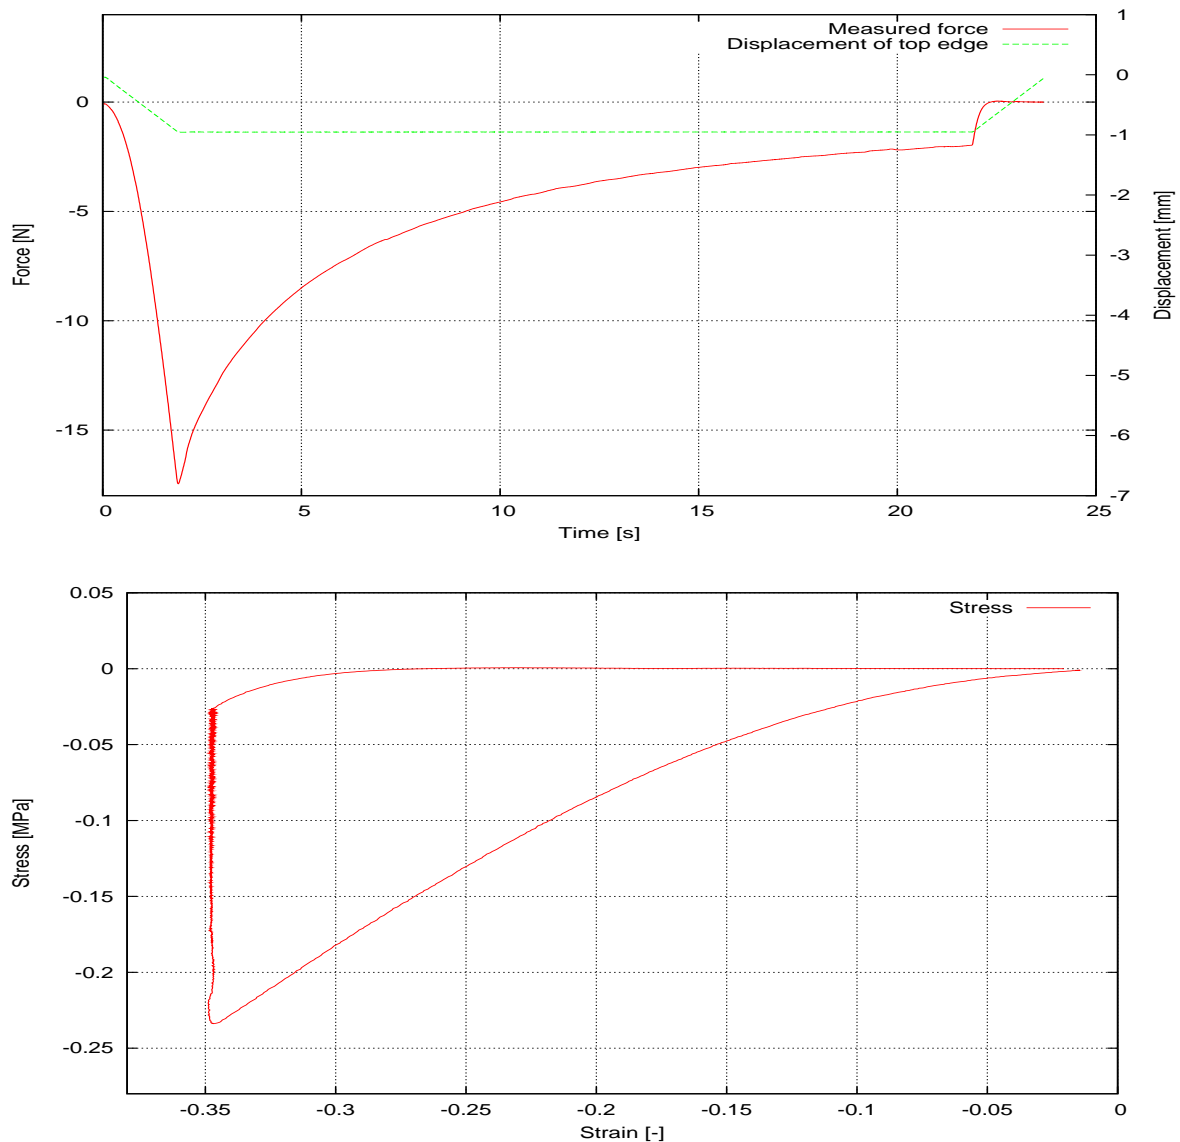 Measured force
Displacement of top edge
1
0
-1
-2
-3
-4
-5
-6
-7
0
-5
-10
-15
Force [N]
Displacement [mm]
0 5 10 15 20 25
Time [s]
Stress
0.05
0
-0.05
-0.1
-0.15
-0.2
-0.25
Stress [MPa]
-0.35 -0.3 -0.25 -0.2 -0.15 -0.1 -0.05 0
Strain [-]